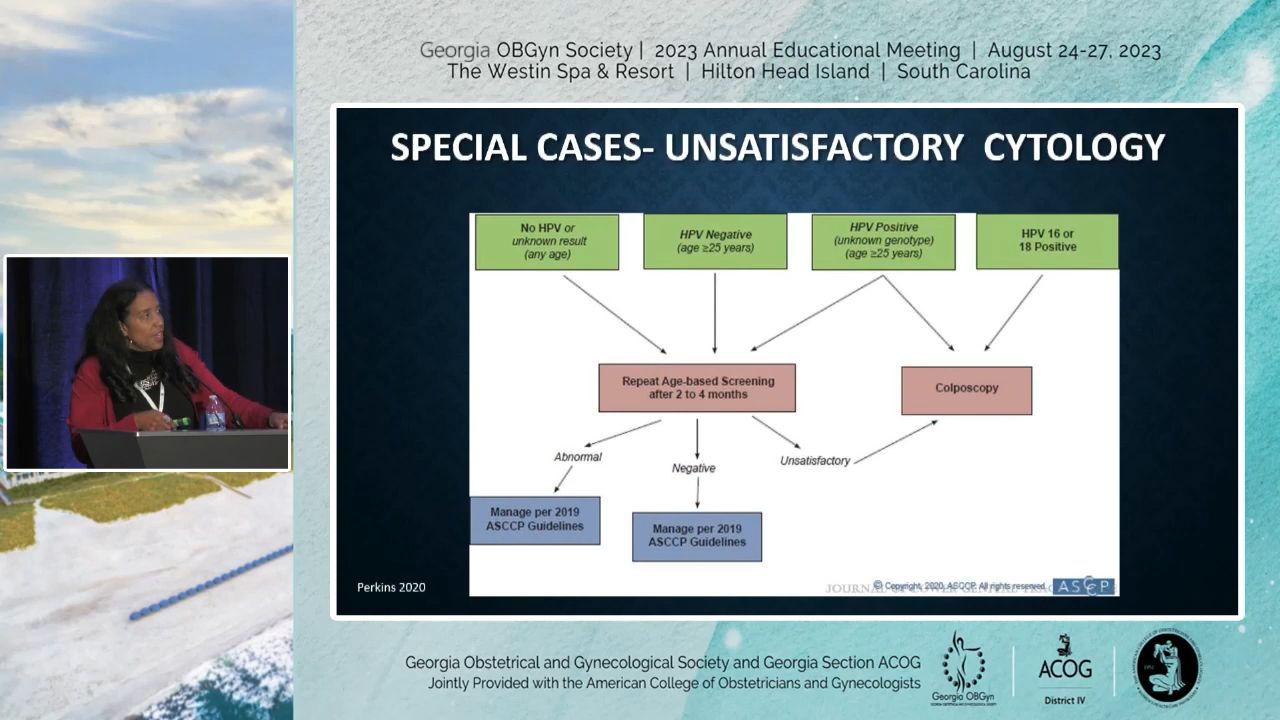 Georgia OBGyn Society | 2023 Annual Educational Meeting | August 24-27, 2023
The Westin Spa & Resort | Hilton Head Island | South Carolina
SPECIAL CASES- UNSATISFACTORY CYTOLOGY
No HPV or
unknown result
(any age)
HPV Negative
(age ≥25 years)
HPV Positive
(unknown genotype)
(age ≥25 years)
HPV 16 or
18 Positive
Repeat Age-based Screening
after 2 to 4 months
Colposcopy
Abnormal
Negative
Unsatisfactory
Manage per 2019
ASCCP Guidelines
Manage per 2019
ASCCP Guidelines
Perkins 2020
© Copyright, 2020, ASCCP. All rights reserved.
ASCCP
Georgia Obstetrical and Gynecological Society and Georgia Section ACOG
Jointly Provided with the American College of Obstetricians and Gynecologists
Georgia OBGyn
ACOG
District IV